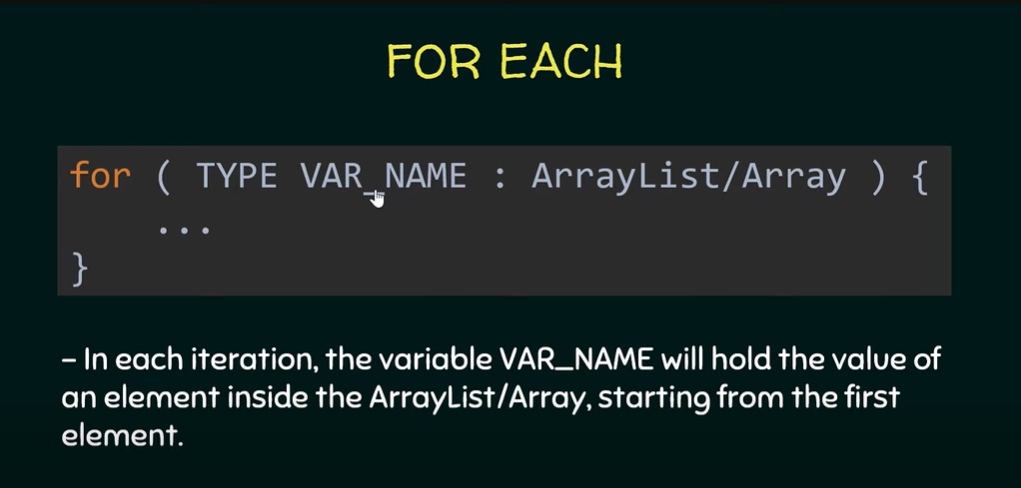 FOR EACH
for ( TYPE VAR_NAME : ArrayList/Array ) {
...
}
– In each iteration, the variable VAR_NAME will hold the value of
an element inside the ArrayList/Array, starting from the first
element.